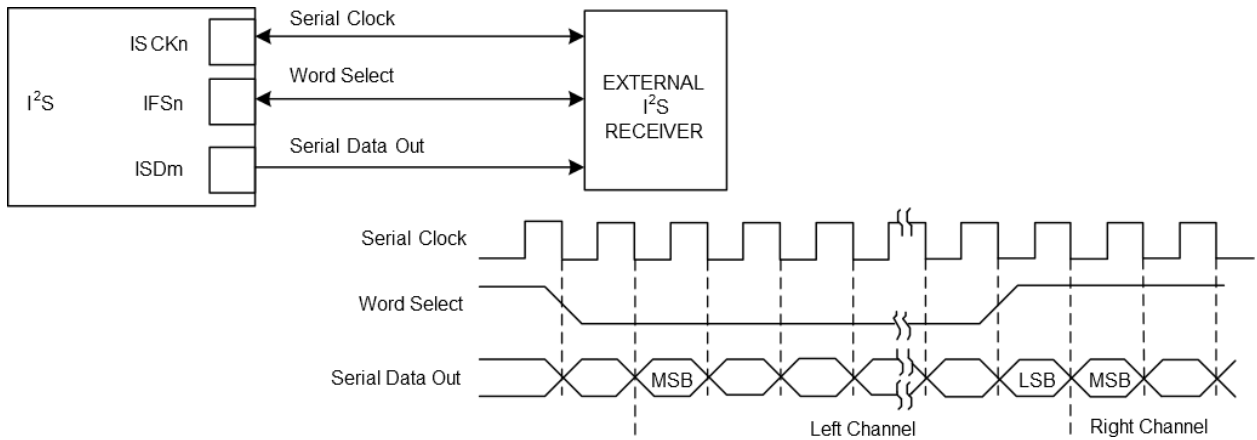 Serial Clock
ISCKn
Word Select
I²S
IFSn
EXTERNAL
I²S
RECEIVER
Serial Data Out
ISDm
Serial Clock
Word Select
Serial Data Out
MSB
LSB
MSB
Left Channel
Right Channel